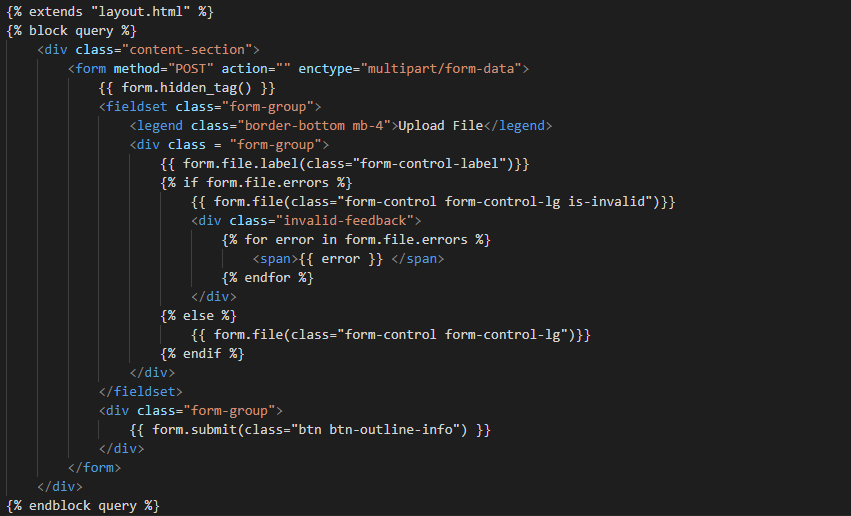 {% extends "layout.html" %}
{% block query %}
    <div class="content-section">
        <form method="POST" action="" enctype="multipart/form-data">
            {{ form.hidden_tag() }}
            <fieldset class="form-group">
                <legend class="border-bottom mb-4">Upload File</legend>
                <div class = "form-group">
                    {{ form.file.label(class="form-control-label")}}
                    {% if form.file.errors %}
                        {{ form.file(class="form-control form-control-lg is-invalid")}}
                        <div class="invalid-feedback">
                            {% for error in form.file.errors %}
                                <span>{{ error }} </span>
                            {% endfor %}
                        </div>
                    {% else %}
                        {{ form.file(class="form-control form-control-lg")}}
                    {% endif %}
                </div>
            </fieldset>
            <div class="form-group">
                {{ form.submit(class="btn btn-outline-info") }}
            </div>
        </form>
    </div>
{% endblock query %}